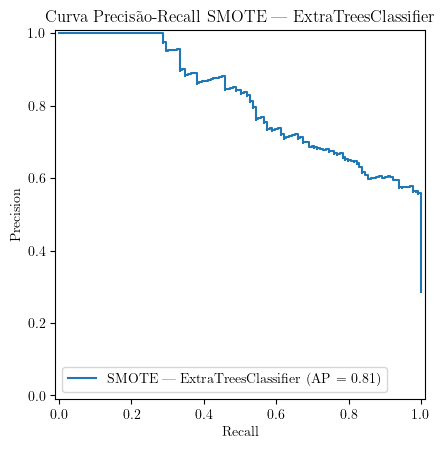 Curva Precisão-Recall SMOTE — ExtraTreesClassifier
1.0
0.8
0.6
0.4
0.2
0.0
Precision
SMOTE — ExtraTreesClassifier (AP = 0.81)
0.0 0.2 0.4 0.6 0.8 1.0
Recall